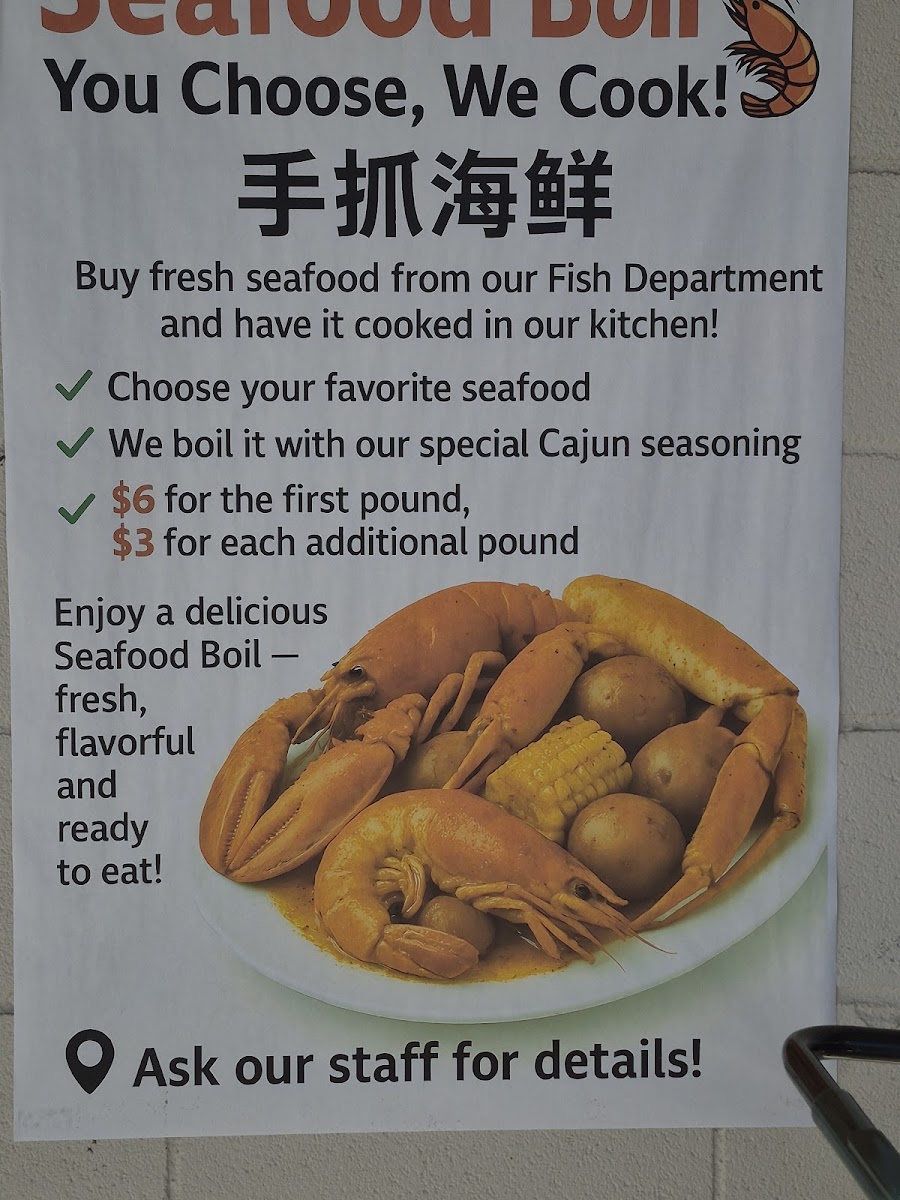 Seafood Boil
You Choose, We Cook!
手抓海鲜
Buy fresh seafood from our Fish Department
and have it cooked in our kitchen!
Choose your favorite seafood
We boil it with our special Cajun seasoning
$6 for the first pound,
$3 for each additional pound
Enjoy a delicious
Seafood Boil —
fresh,
flavorful
and
ready
to eat!
Ask our staff for details!